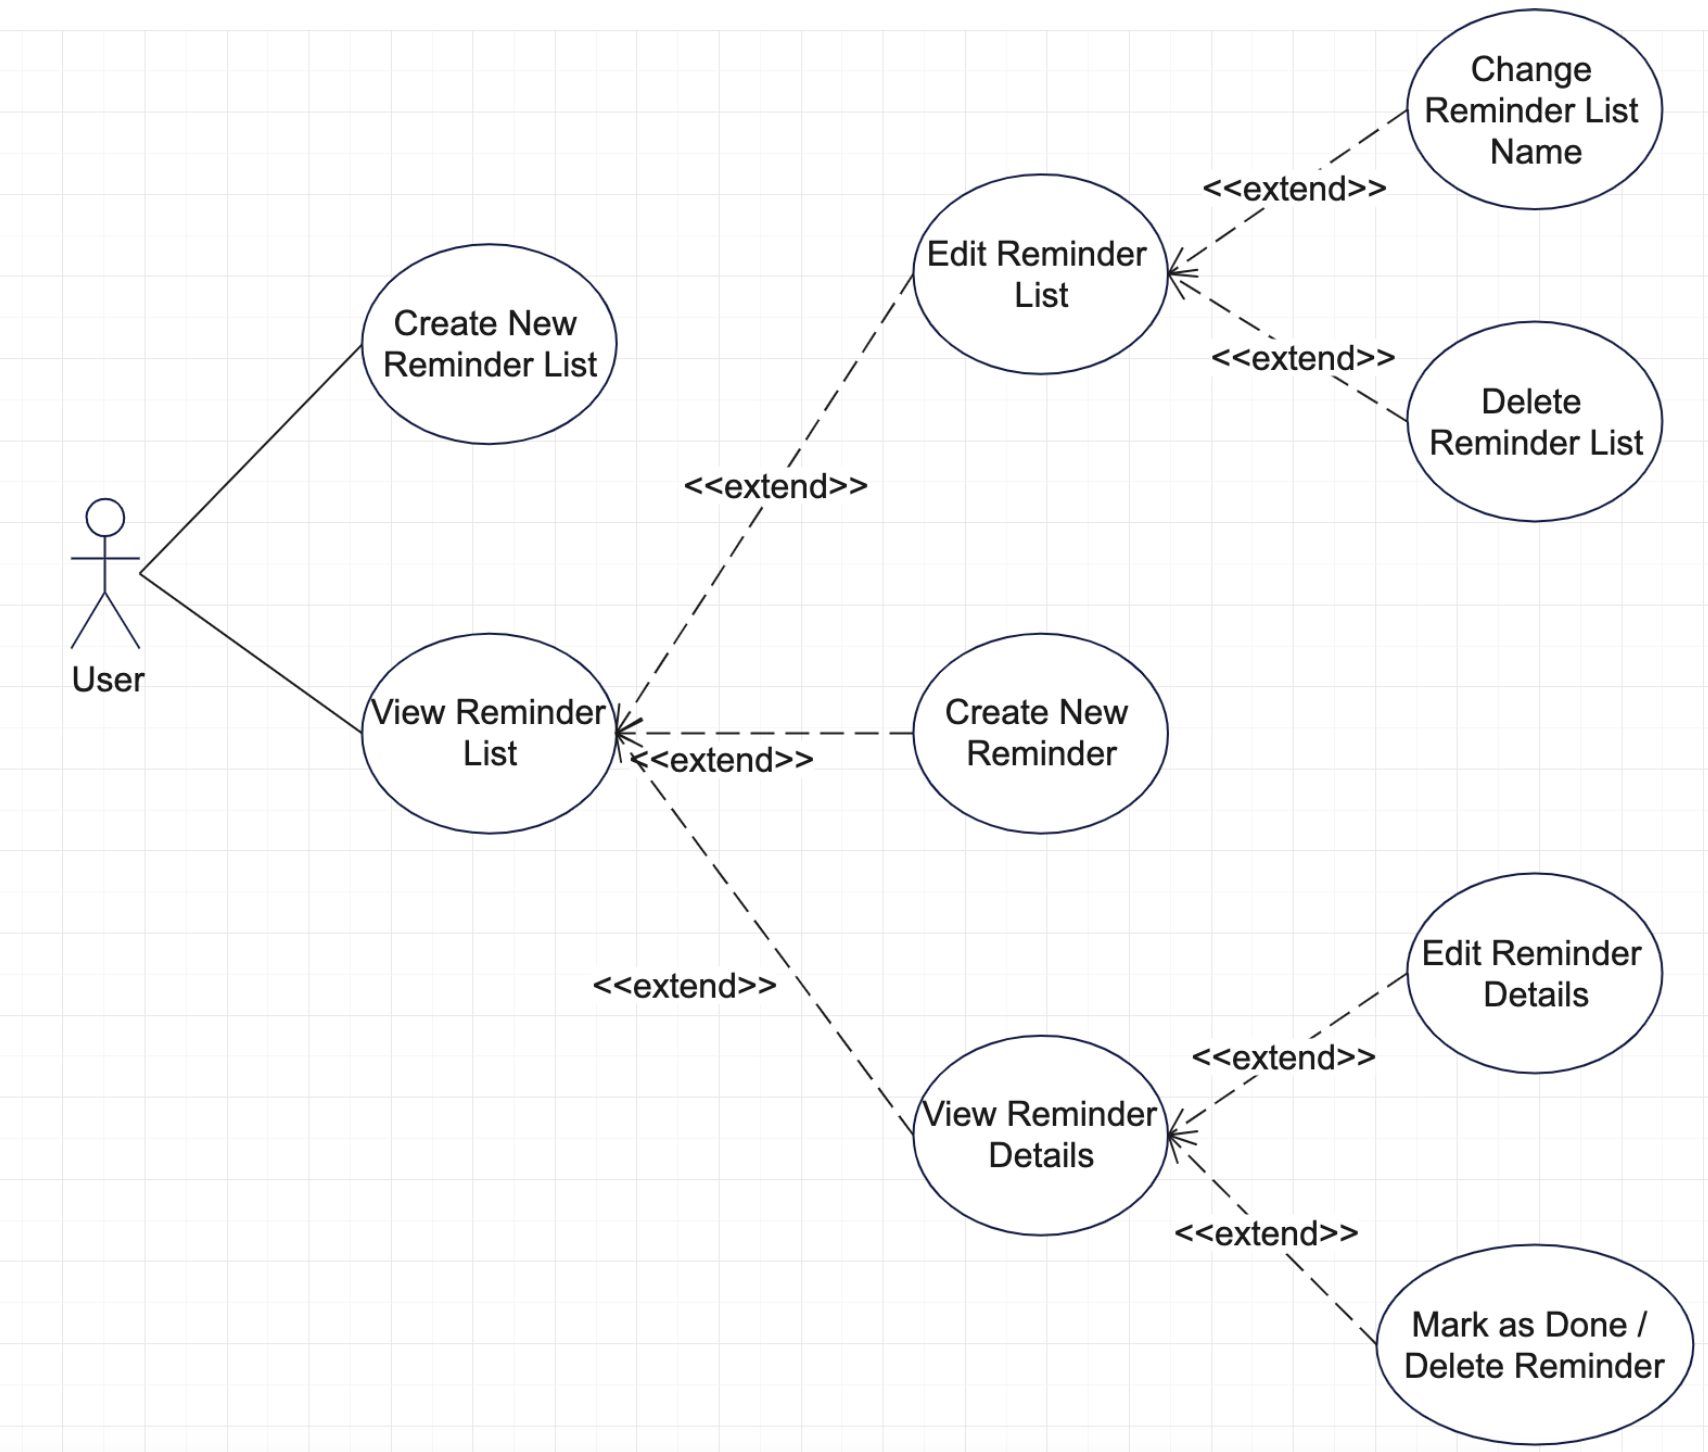 Change
Reminder List
Name
<<extend>>
Edit Reminder
List
Create New
Reminder List
<<extend>>
Delete
Reminder List
<<extend>>
User
View Reminder
List
Create New
Reminder
<<extend>>
Edit Reminder
Details
<<extend>>
<<extend>>
View Reminder
Details
<<extend>>
Mark as Done /
Delete Reminder